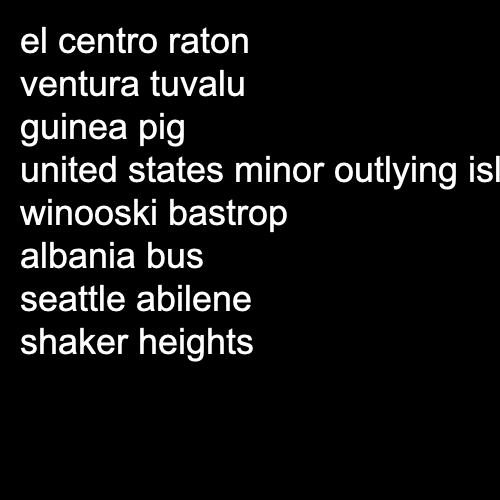 el centro raton
ventura tuvalu
guinea pig
united states minor outlying isl
winooski bastrop
albania bus
seattle abilene
shaker heights